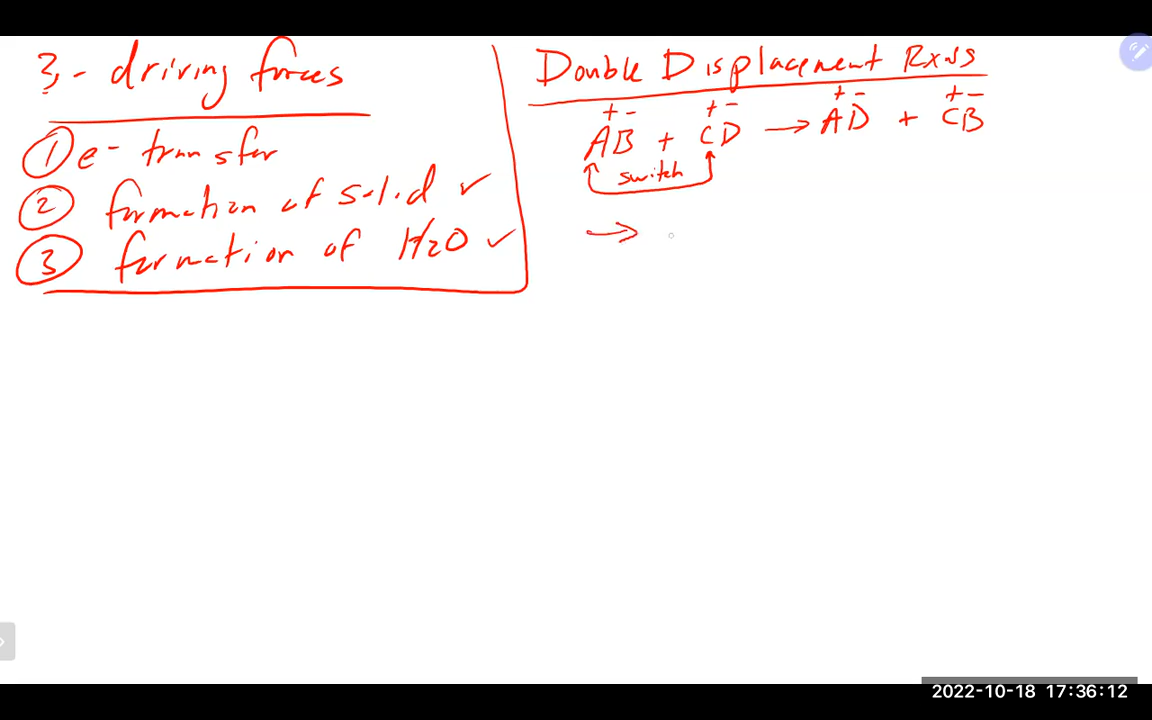 3 - driving forces
① e- transfer
② formation of solid ✓
③ formation of H2O ✓
Double Displacement Rxns
+ - + - + - + -
AB + CD → AD + CB
switch
→
2022-10-18 17:36:12